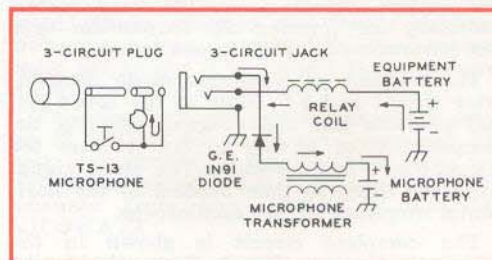 3-CIRCUIT PLUG
3-CIRCUIT JACK
EQUIPMENT
BATTERY
+
-
RELAY
COIL
TS-13
MICROPHONE
G.E.
IN91
DIODE
+
-
MICROPHONE
BATTERY
MICROPHONE
TRANSFORMER